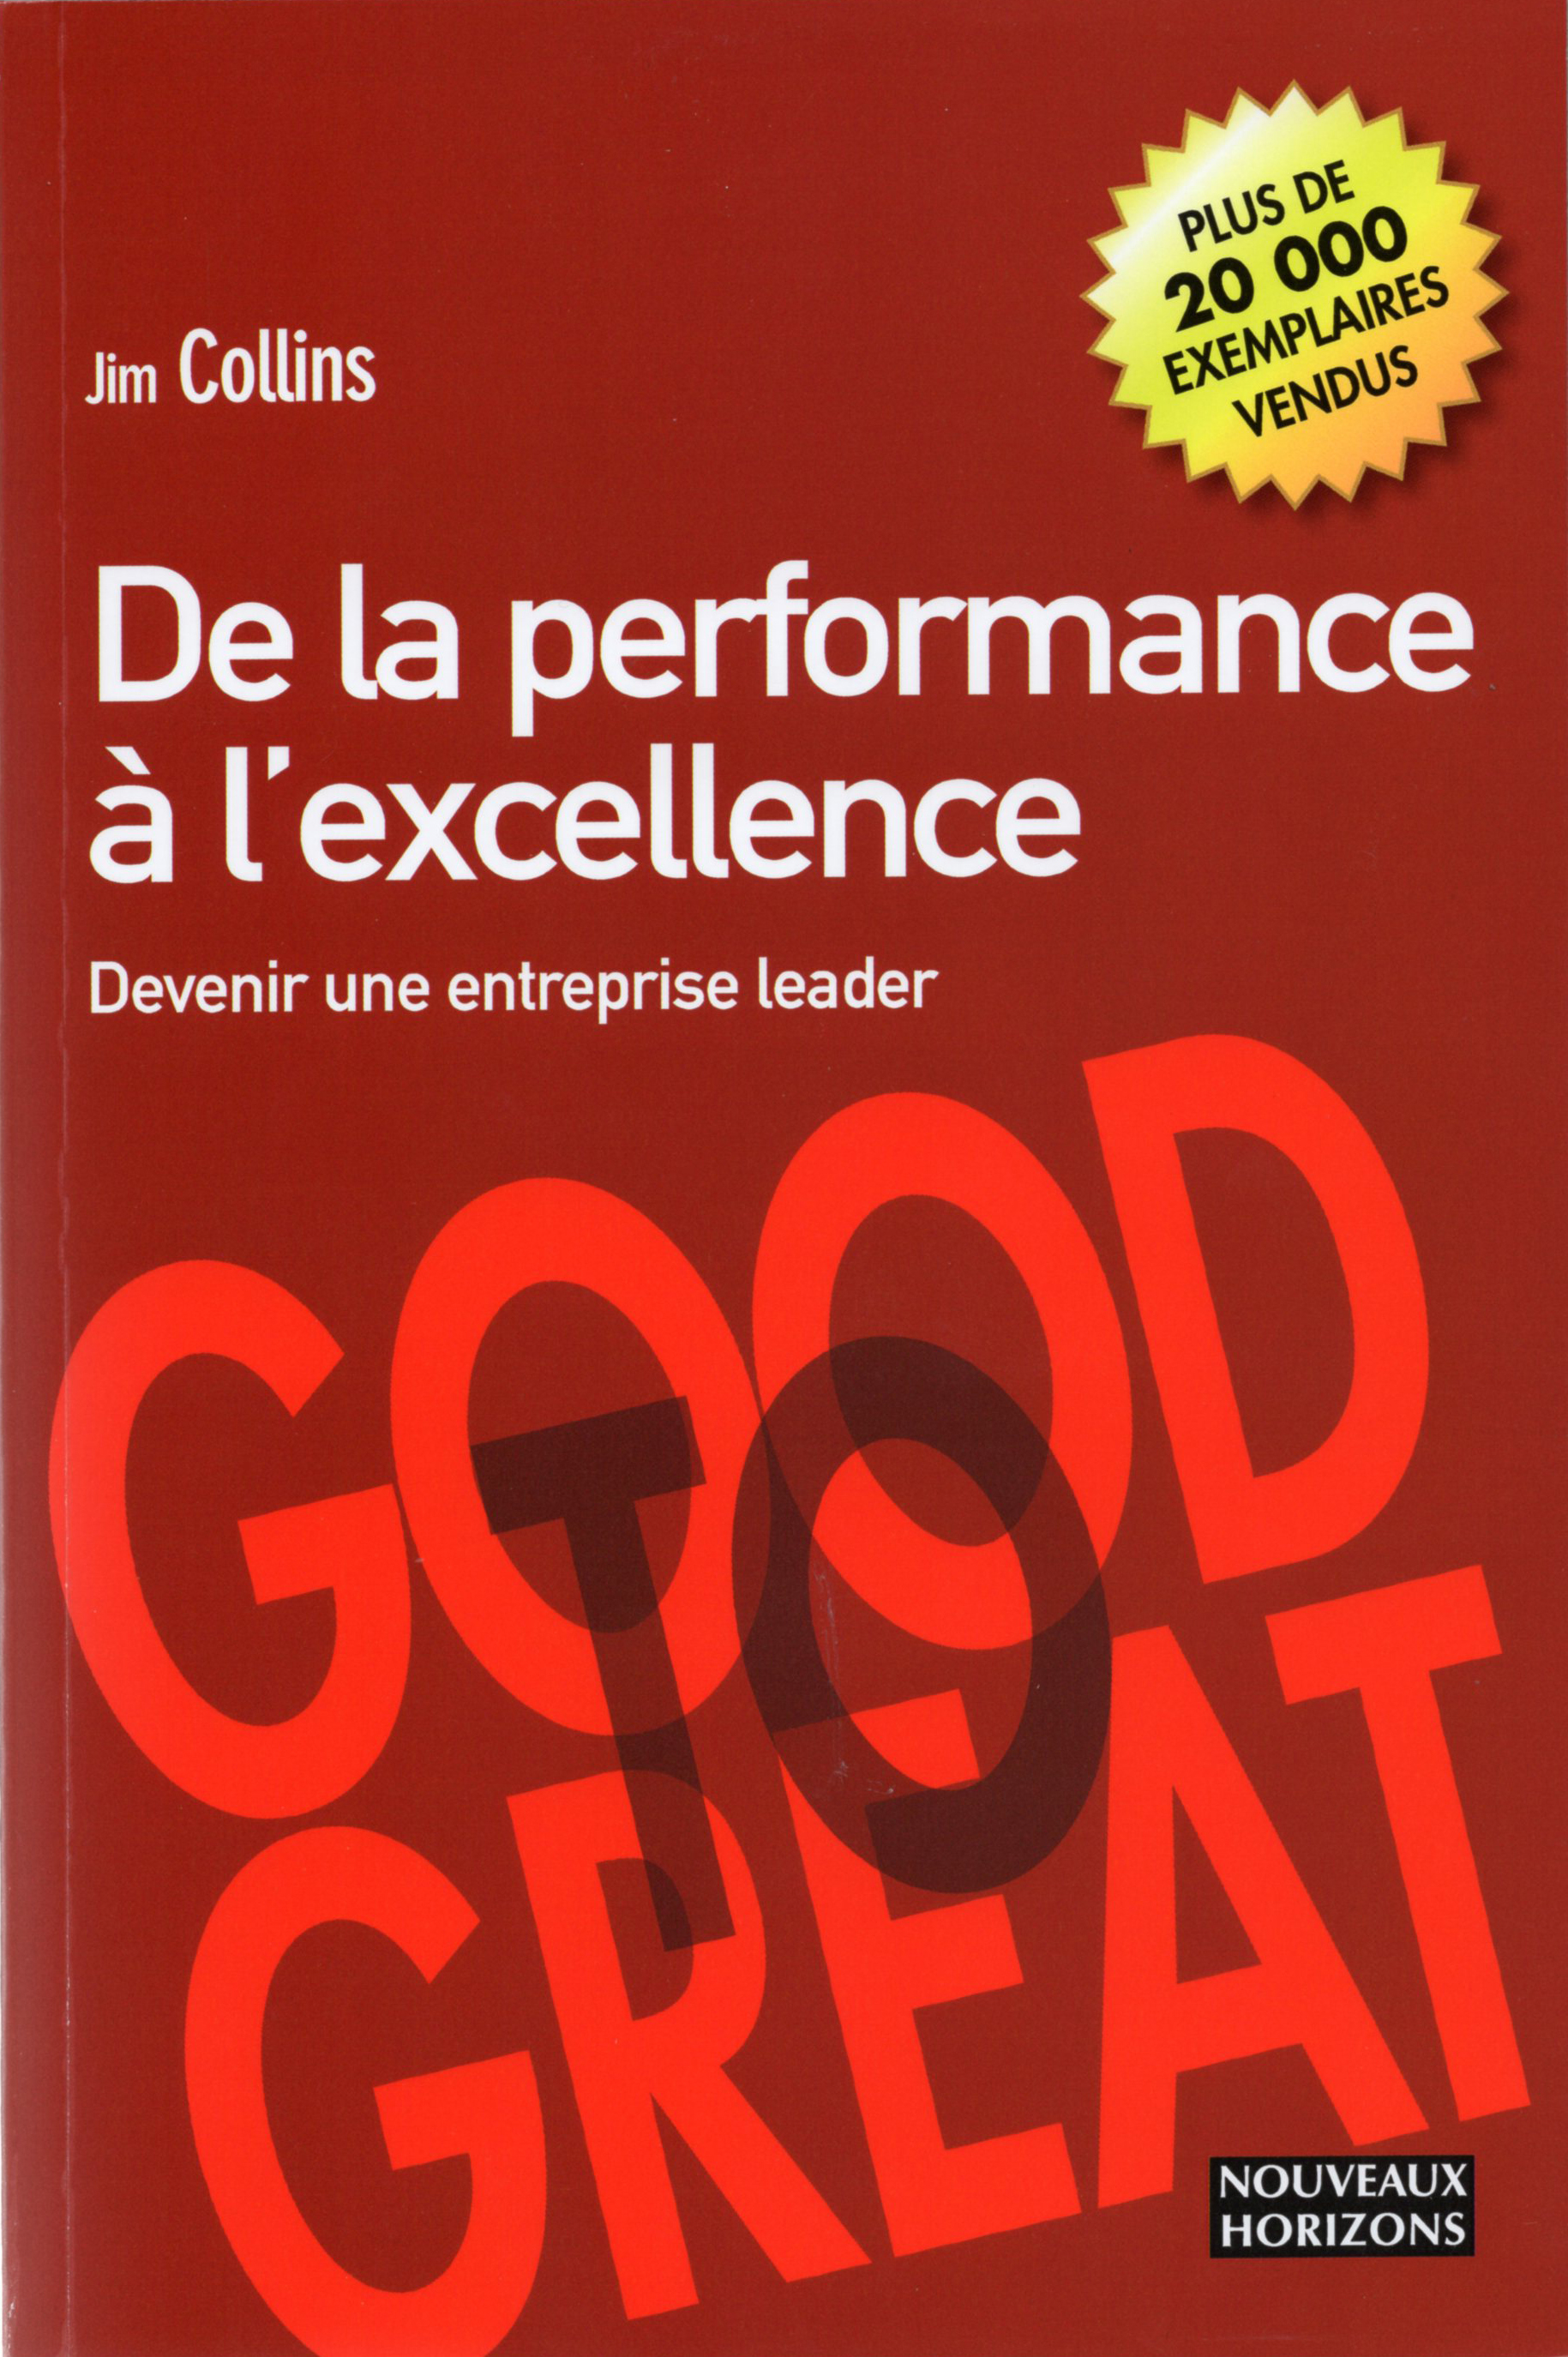 PLUS DE
20 000
EXEMPLAIRES
VENDUS
Jim Collins
De la performance
à l'excellence
Devenir une entreprise leader
GOOD
TO
GREAT
NOUVEAUX
HORIZONS